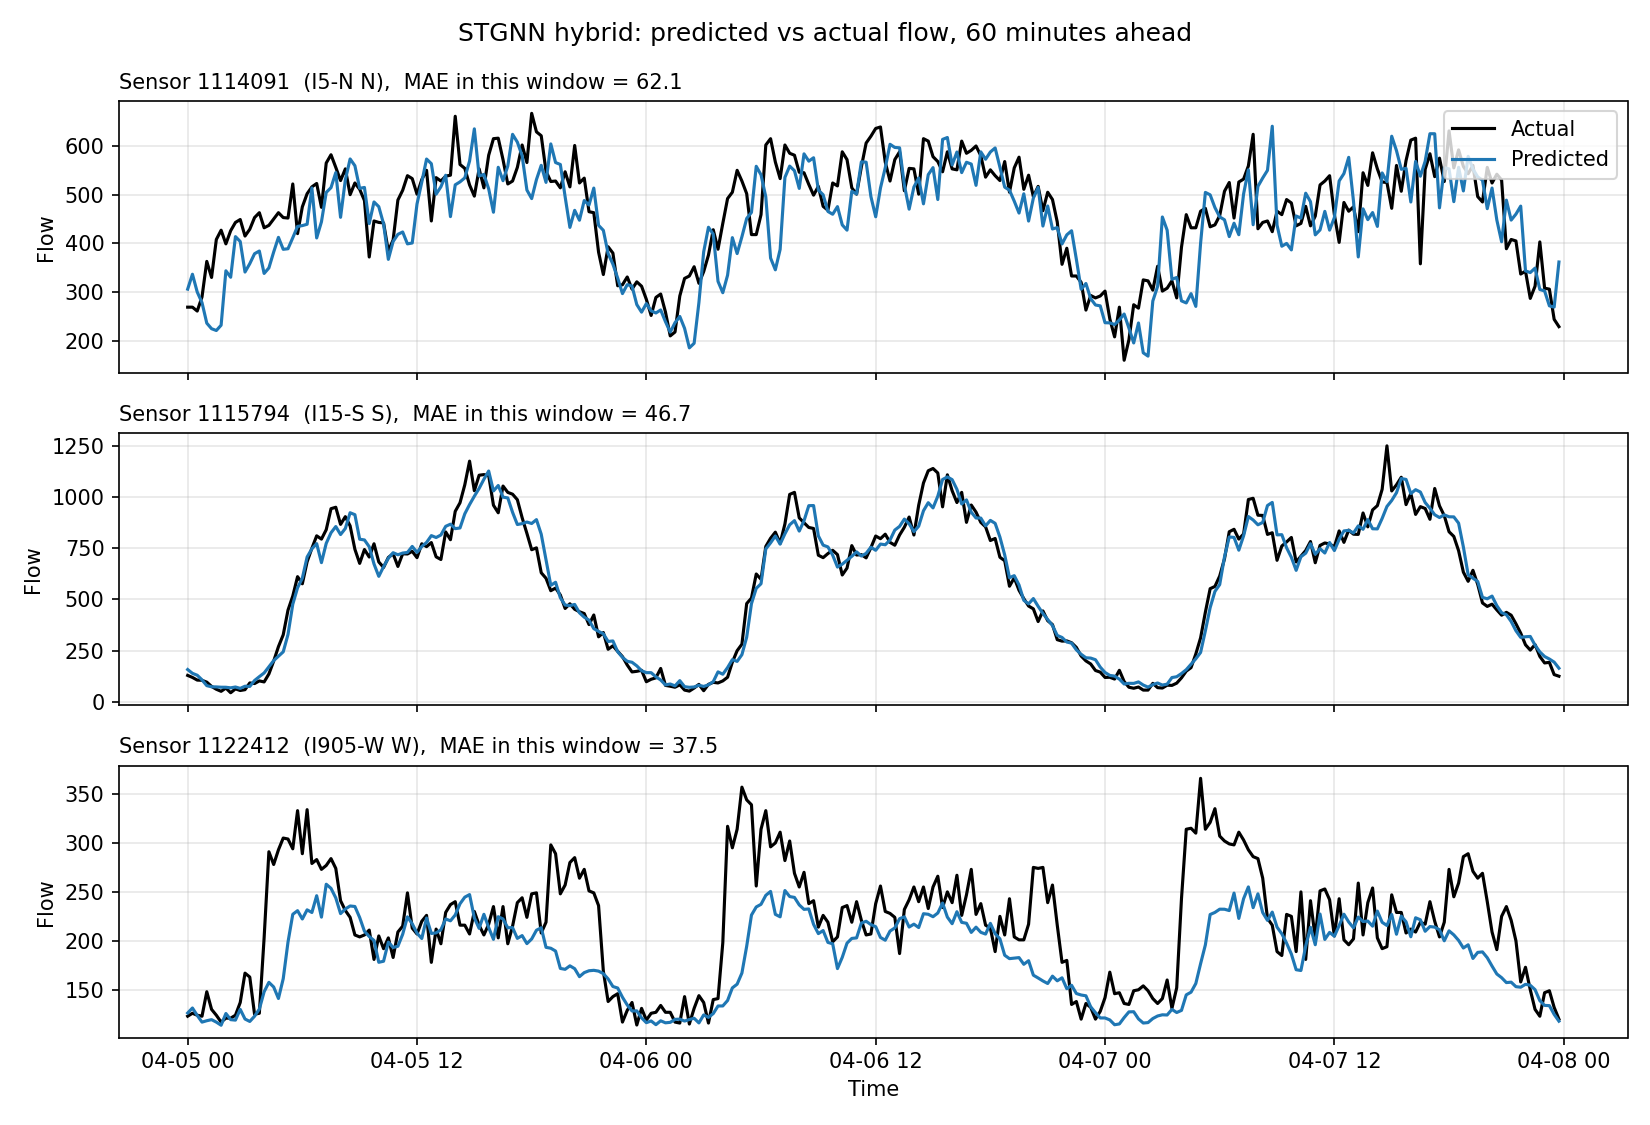 STGNN hybrid: predicted vs actual flow, 60 minutes ahead
Sensor 1114091 (I5-N N), MAE in this window = 62.1
Actual
Predicted
600
500
400
300
200
Flow
Sensor 1115794 (I15-S S), MAE in this window = 46.7
1250
1000
750
500
250
0
Flow
Sensor 1122412 (I905-W W), MAE in this window = 37.5
350
300
250
200
150
Flow
04-05 00 04-05 12 04-06 00 04-06 12 04-07 00 04-07 12 04-08 00
Time